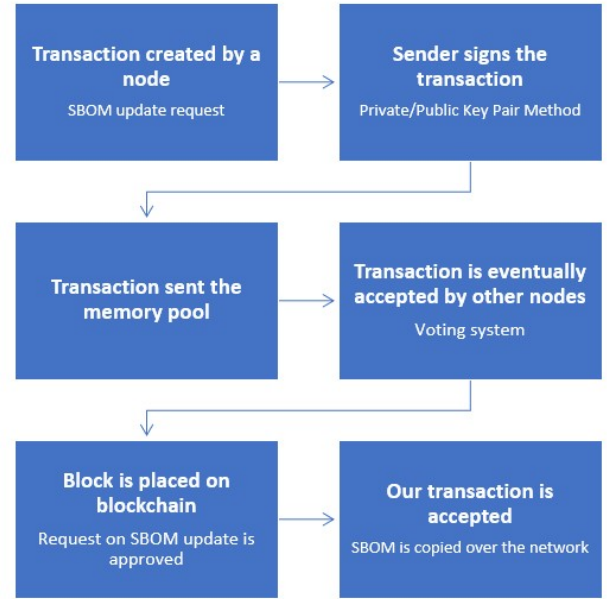 Transaction created by a
node
SBOM update request
Sender signs the
transaction
Private/Public Key Pair Method
Transaction sent the
memory pool
Transaction is eventually
accepted by other nodes
Voting system
Block is placed on
blockchain
Request on SBOM update is
approved
Our transaction is
accepted
SBOM is copied over the network